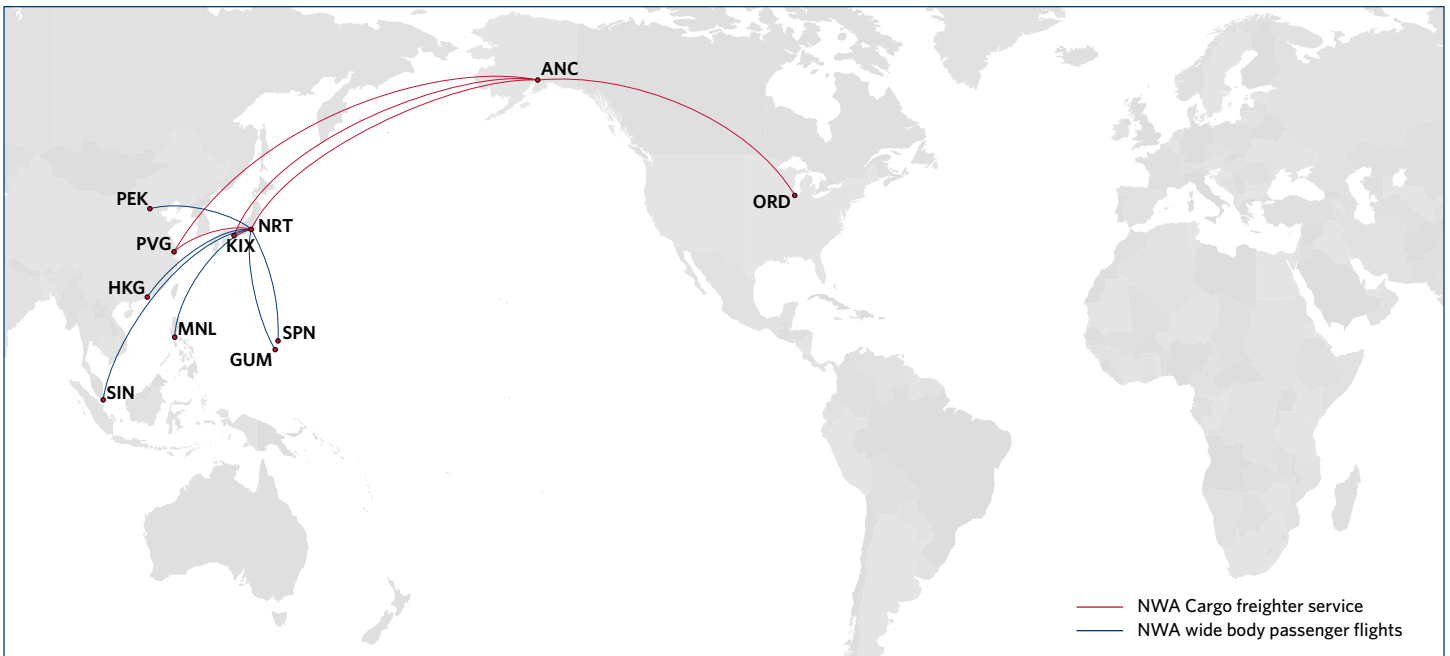 ANC
PEK
ORD
NRT
PVG
KIX
HKG
MNL
SPN
GUM
SIN
NWA Cargo freighter service
NWA wide body passenger flights